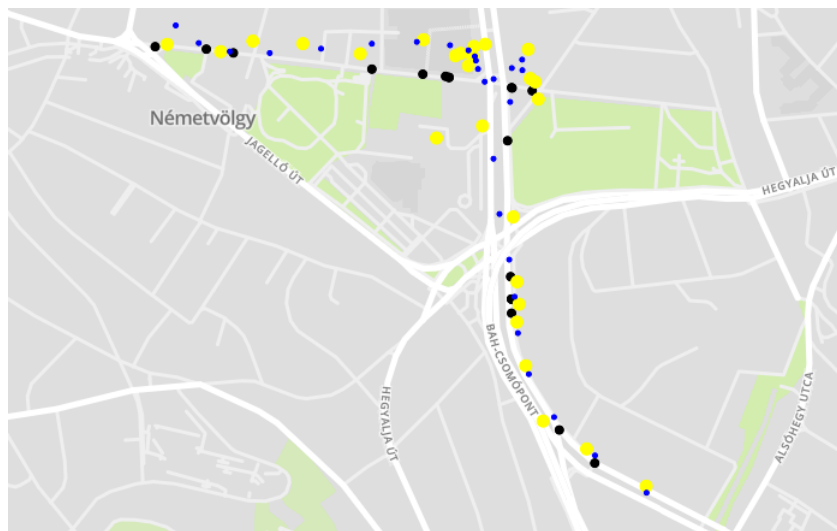 Németvölgy
JAGELLÓ ÚT
HEGYALJA ÚT
BAH-CSOMÓPONT
HEGYALJA ÚT
ALSÓHEGY UTCA